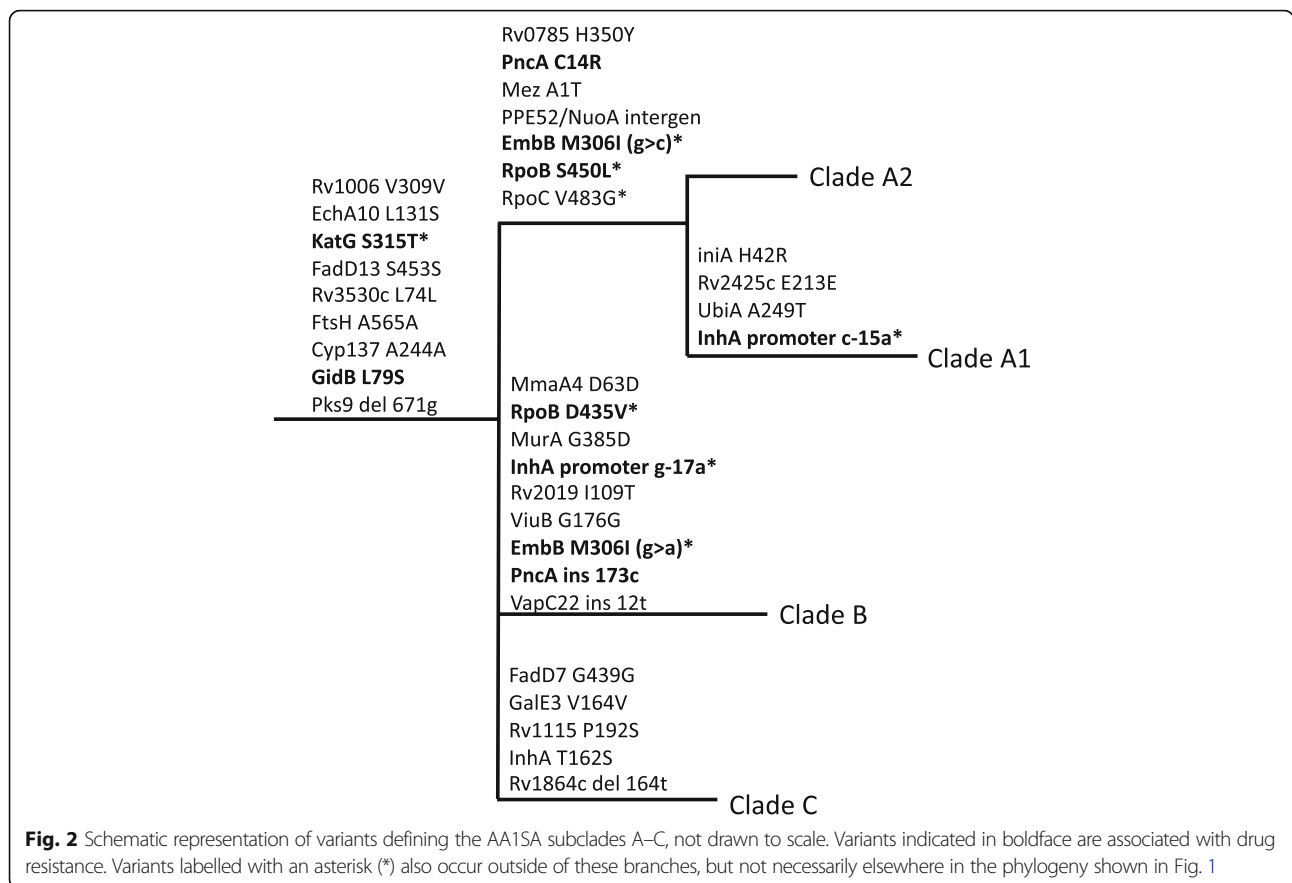 Rv0785 H350Y
PncA C14R
Mez A1T
PPE52/NuoA intergen
EmbB M306I (g>c)*
RpoB S450L*
RpoC V483G*
Clade A2
Rv1006 V309V
EchA10 L131S
KatG S315T*
FadD13 S453S
Rv3530c L74L
FtsH A565A
Cyp137 A244A
GidB L79S
Pks9 del 671g
iniA H42R
Rv2425c E213E
UbiA A249T
InhA promoter c-15a*
Clade A1
MmaA4 D63D
RpoB D435V*
MurA G385D
InhA promoter g-17a*
Rv2019 I109T
ViuB G176G
EmbB M306I (g>a)*
PncA ins 173c
VapC22 ins 12t
Clade B
FadD7 G439G
GalE3 V164V
Rv1115 P192S
InhA T162S
Rv1864c del 164t
Clade C
Fig. 2 Schematic representation of variants defining the AA1SA subclades A–C, not drawn to scale. Variants indicated in boldface are associated with drug
resistance. Variants labelled with an asterisk (*) also occur outside of these branches, but not necessarily elsewhere in the phylogeny shown in Fig. 1